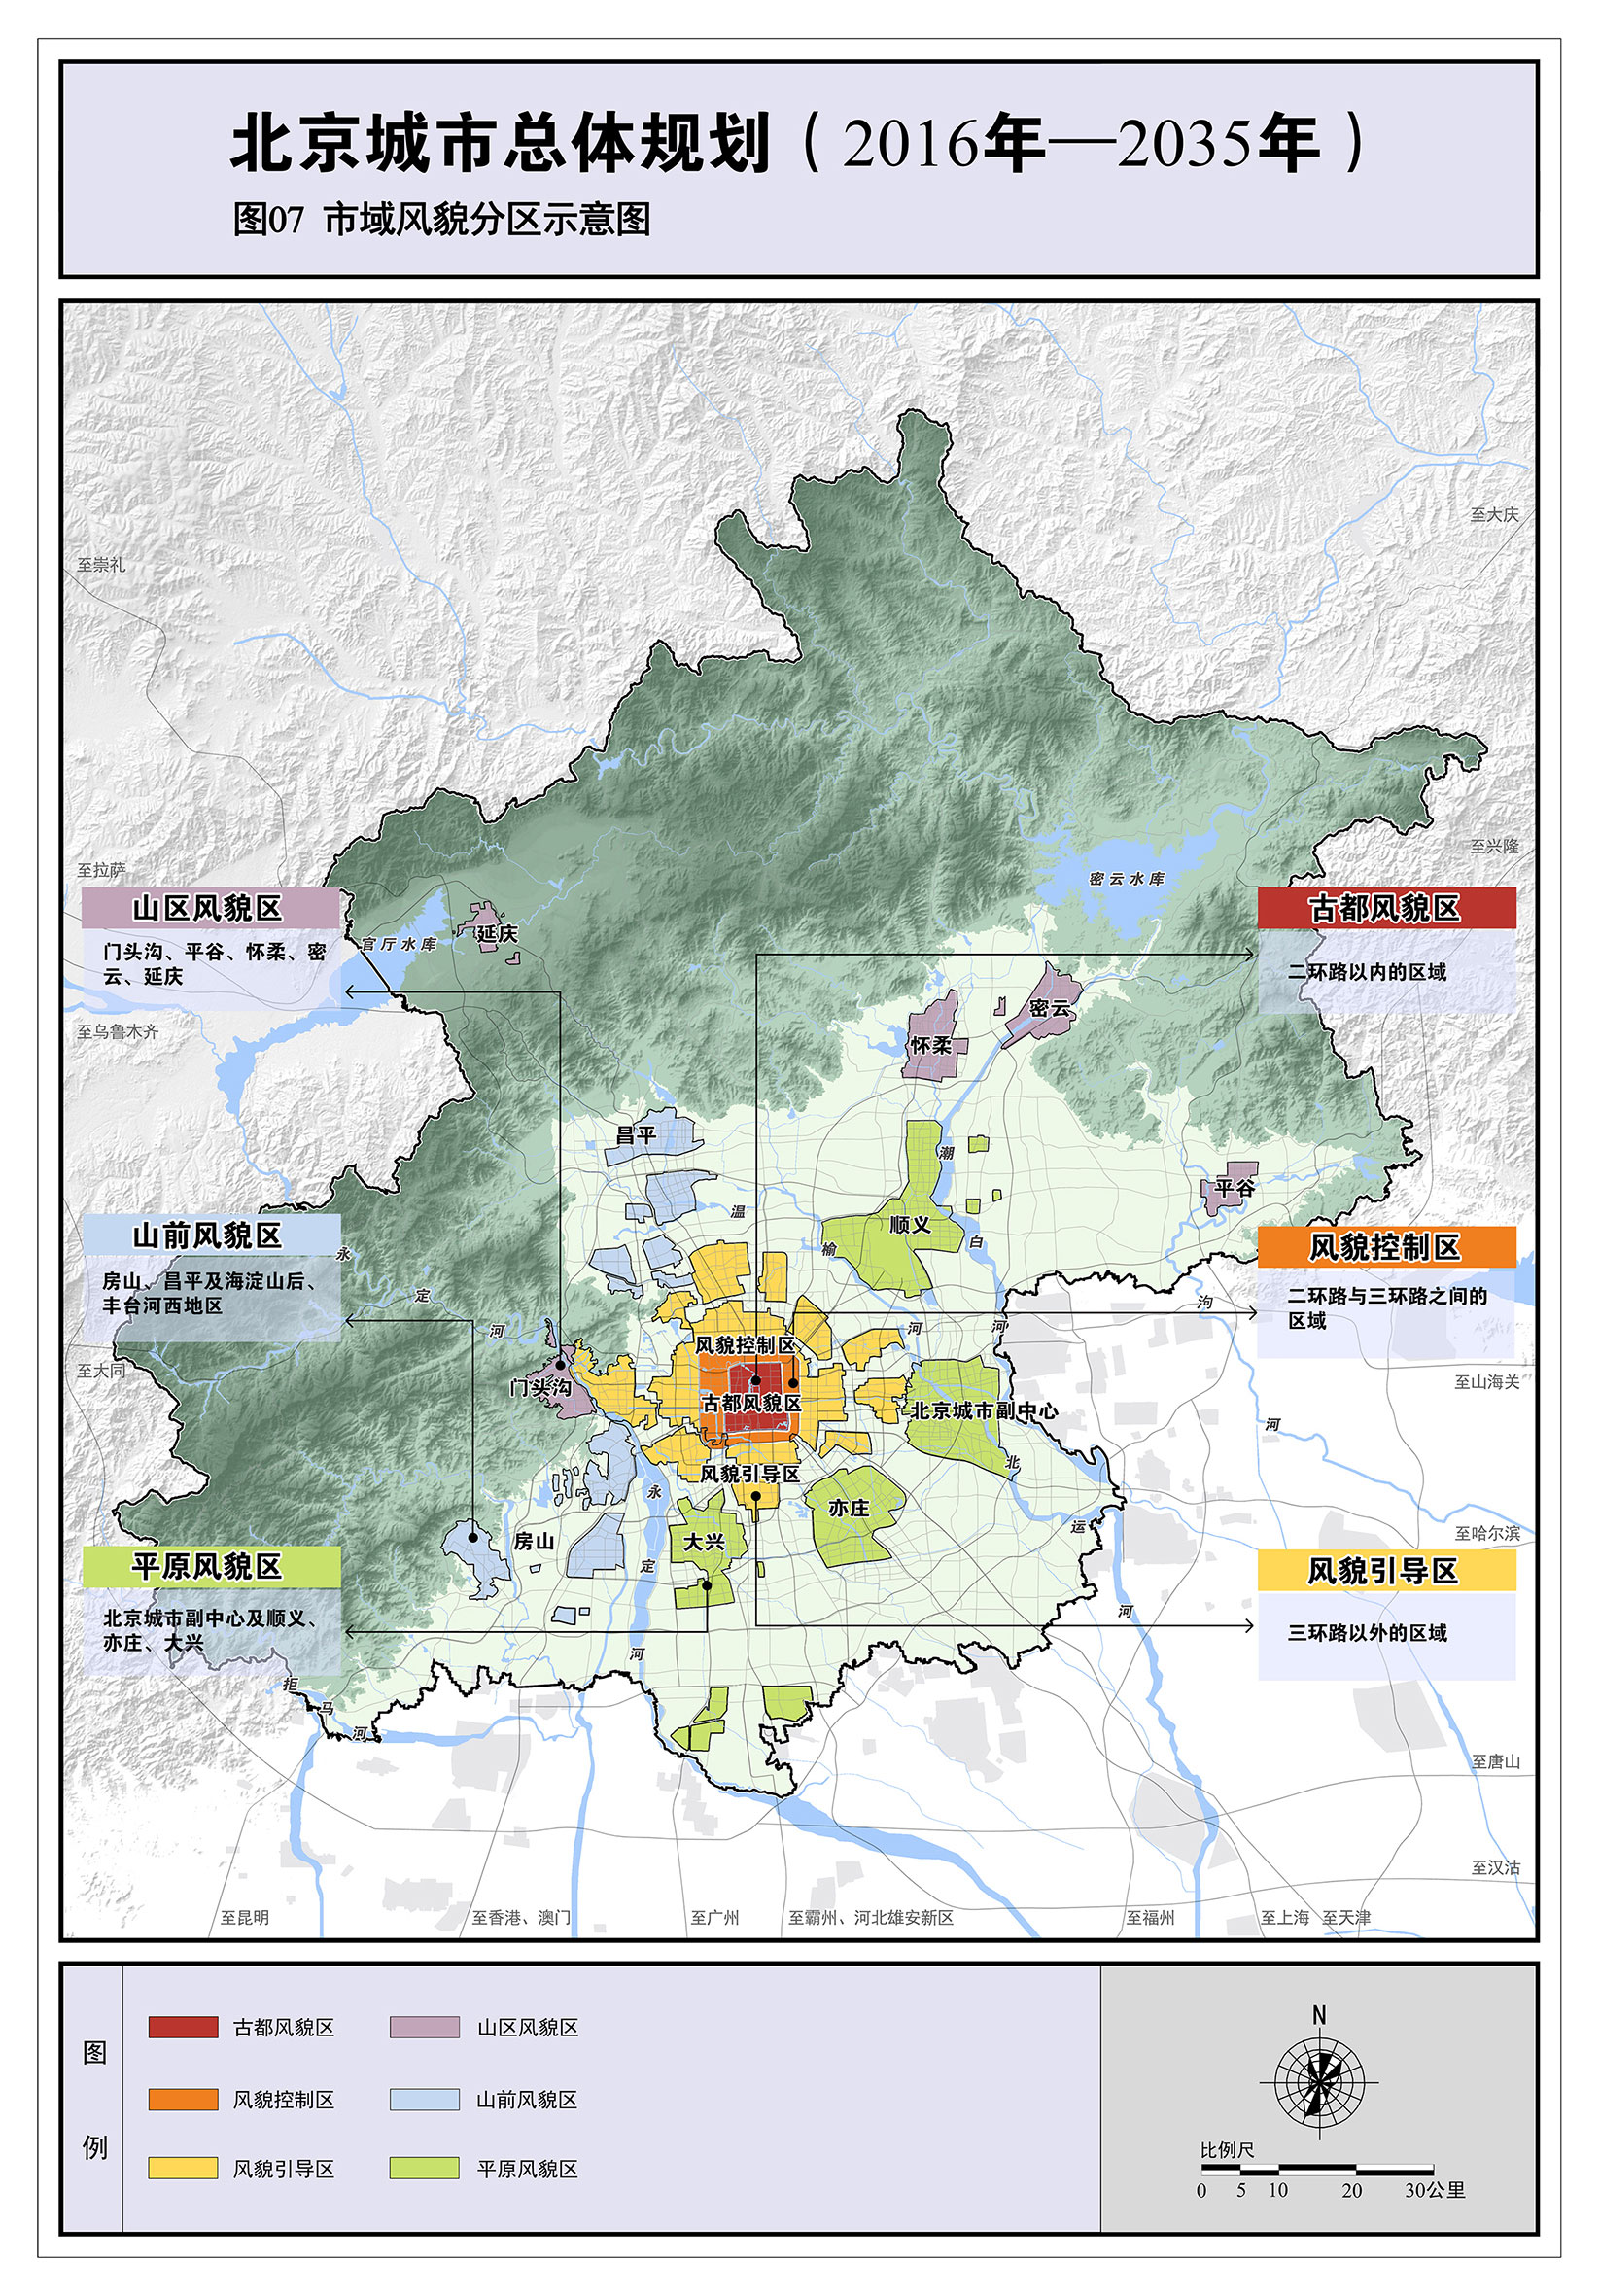 北京城市总体规划（2016年—2035年）
图07 市域风貌分区示意图
至大庆
至崇礼
至兴隆
至拉萨
密云水库
山区风貌区
门头沟、平谷、怀柔、密
云、延庆
官厅水库
延庆
古都风貌区
二环路以内的区域
密云
怀柔
至乌鲁木齐
昌平
潮
平谷
温
顺义
白
榆
山前风貌区
房山、昌平及海淀山后、
丰台河西地区
永
定
河
风貌控制区
二环路与三环路之间的
区域
沟
河
河
风貌控制区
至大同
至山海关
门头沟
古都风貌区
北京城市副中心
河
北
风貌引导区
永
亦庄
运
至哈尔滨
房山
大兴
定
平原风貌区
北京城市副中心及顺义、
亦庄、大兴
风貌引导区
三环路以外的区域
河
河
拒
马
河
至唐山
至汉沽
至昆明
至香港、澳门
至广州
至霸州、河北雄安新区
至福州
至上海
至天津
图
例
古都风貌区
山区风貌区
风貌控制区
山前风貌区
风貌引导区
平原风貌区
N
比例尺
0 5 10 20 30公里